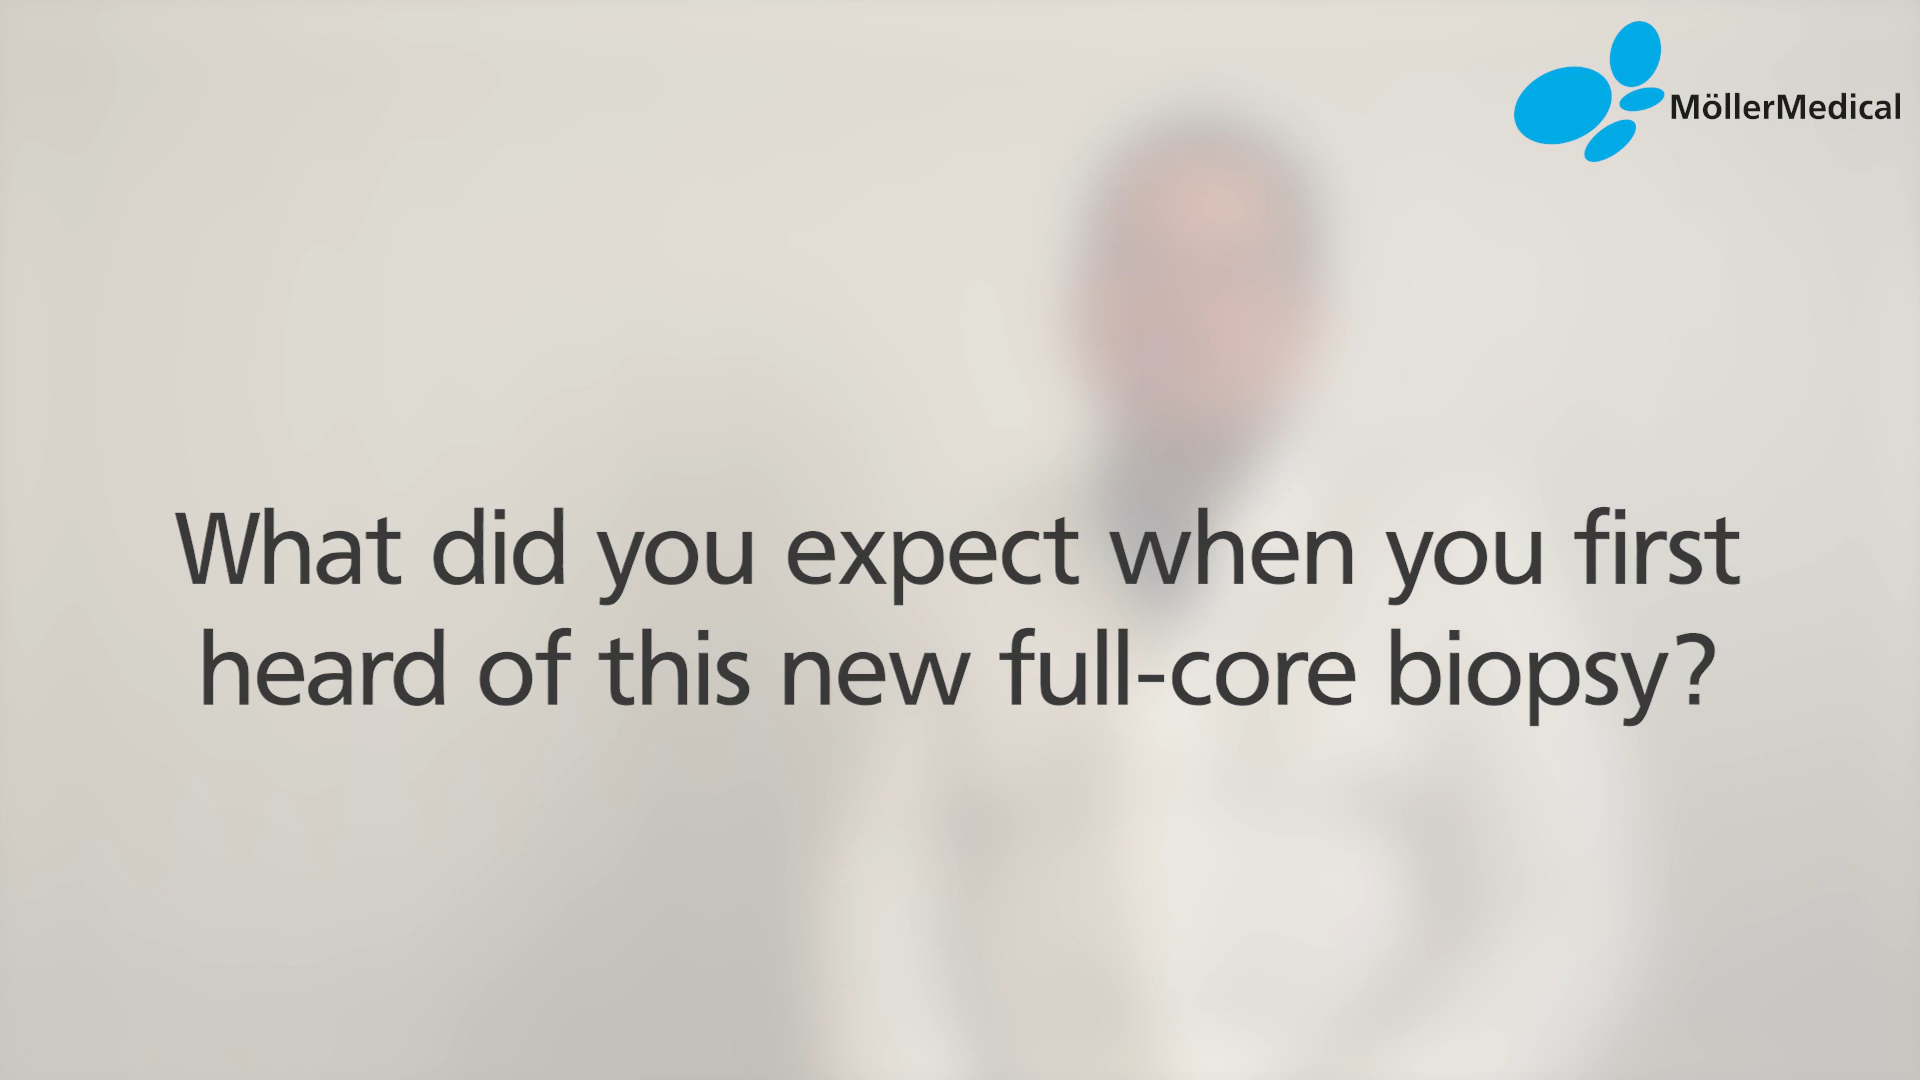 MöllerMedical
What did you expect when you first
heard of this new full-core biopsy?